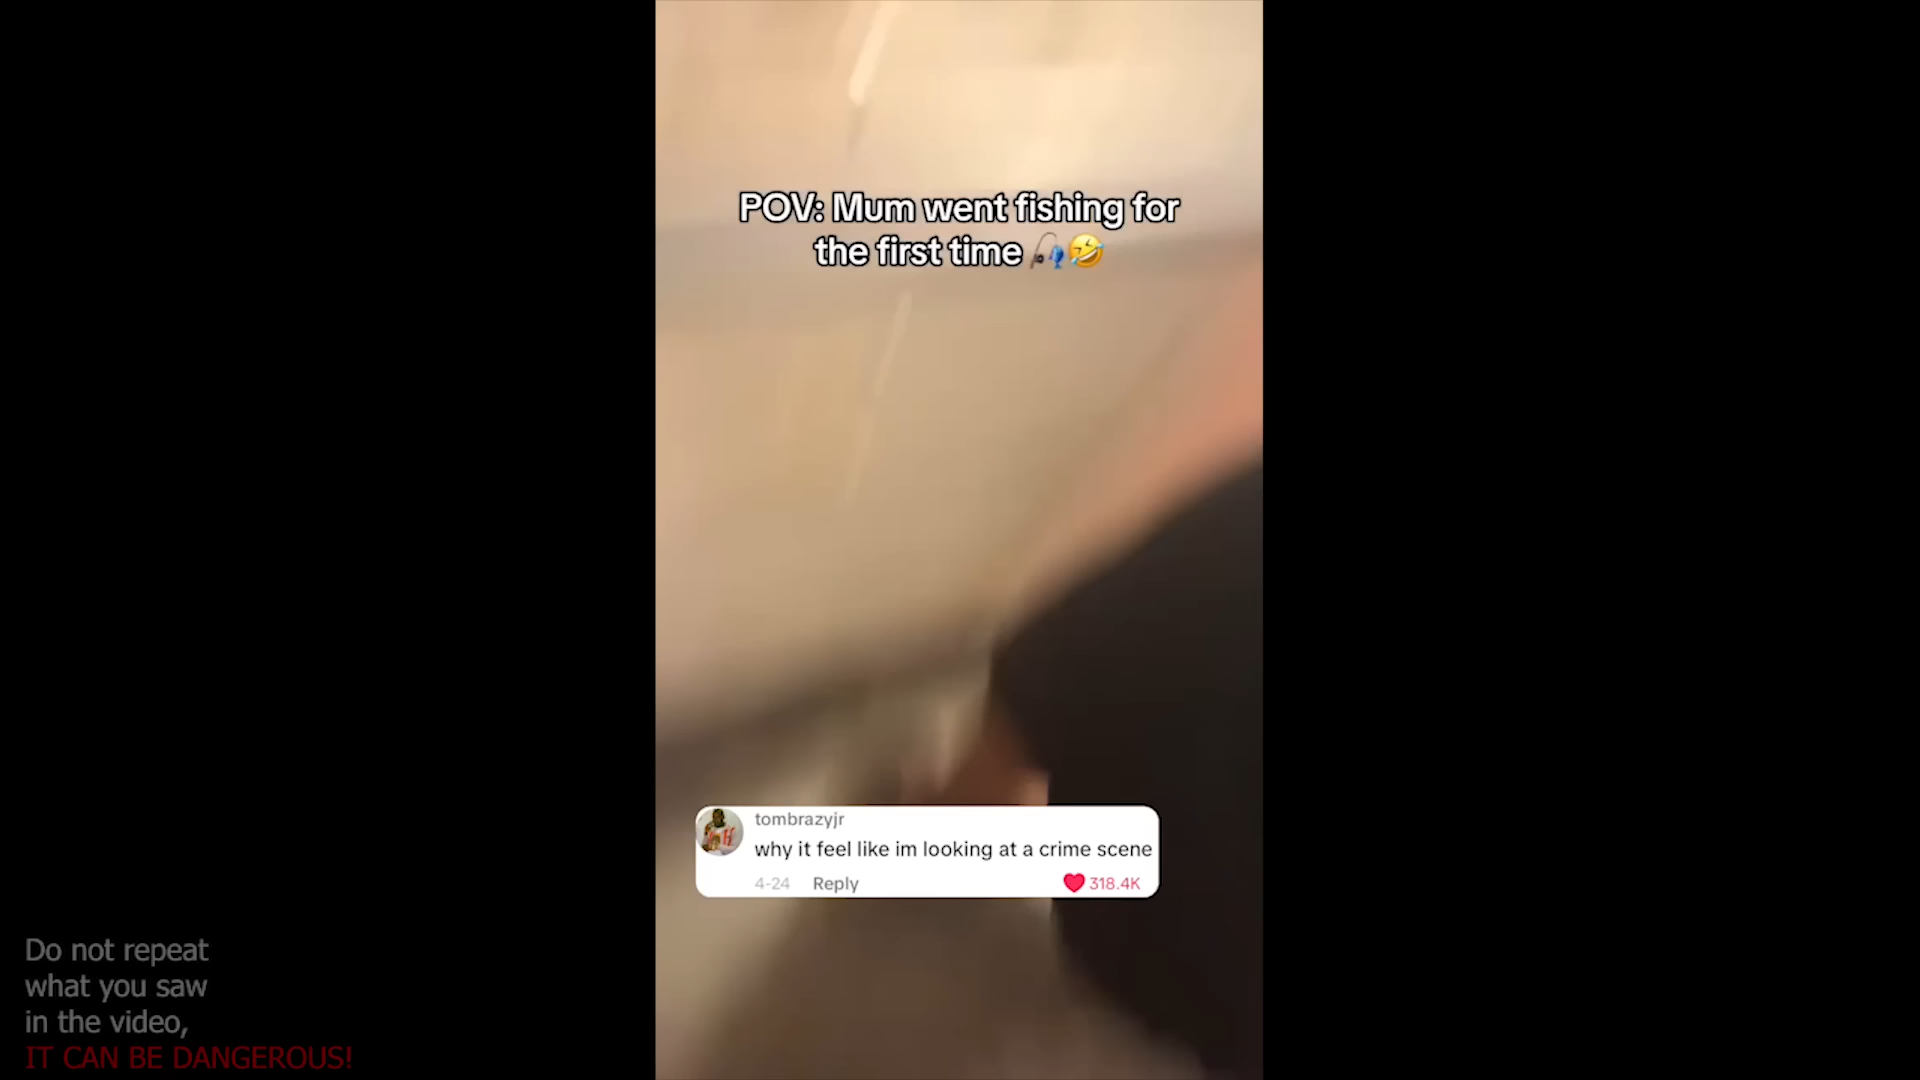 POV: Mum went fishing for
the first time 🎣🤣
tombrazyjr
why it feel like im looking at a crime scene
4-24 Reply 318.4K
Do not repeat
what you saw
in the video,
IT CAN BE DANGEROUS!